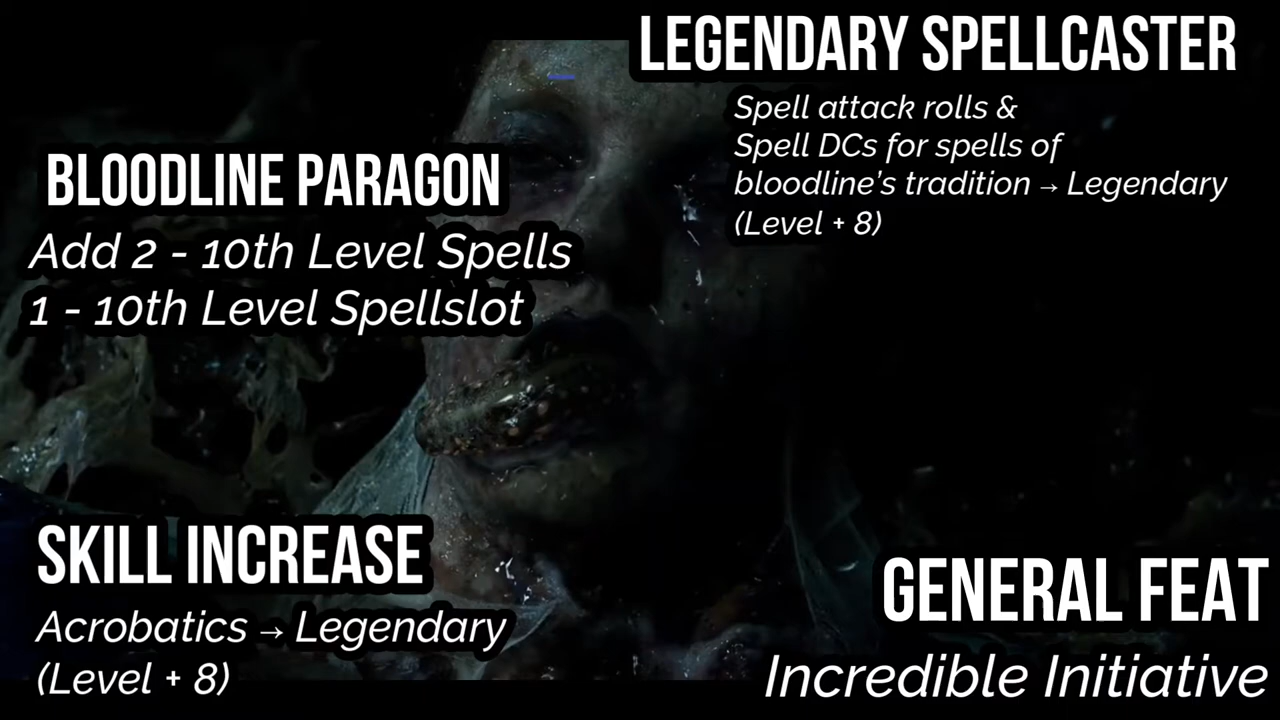 LEGENDARY SPELLCASTER
Spell attack rolls &
Spell DCs for spells of
bloodline's tradition → Legendary
(Level + 8)
BLOODLINE PARAGON
Add 2 - 10th Level Spells
1 - 10th Level Spellslot
SKILL INCREASE
Acrobatics → Legendary
(Level + 8)
GENERAL FEAT
Incredible Initiative